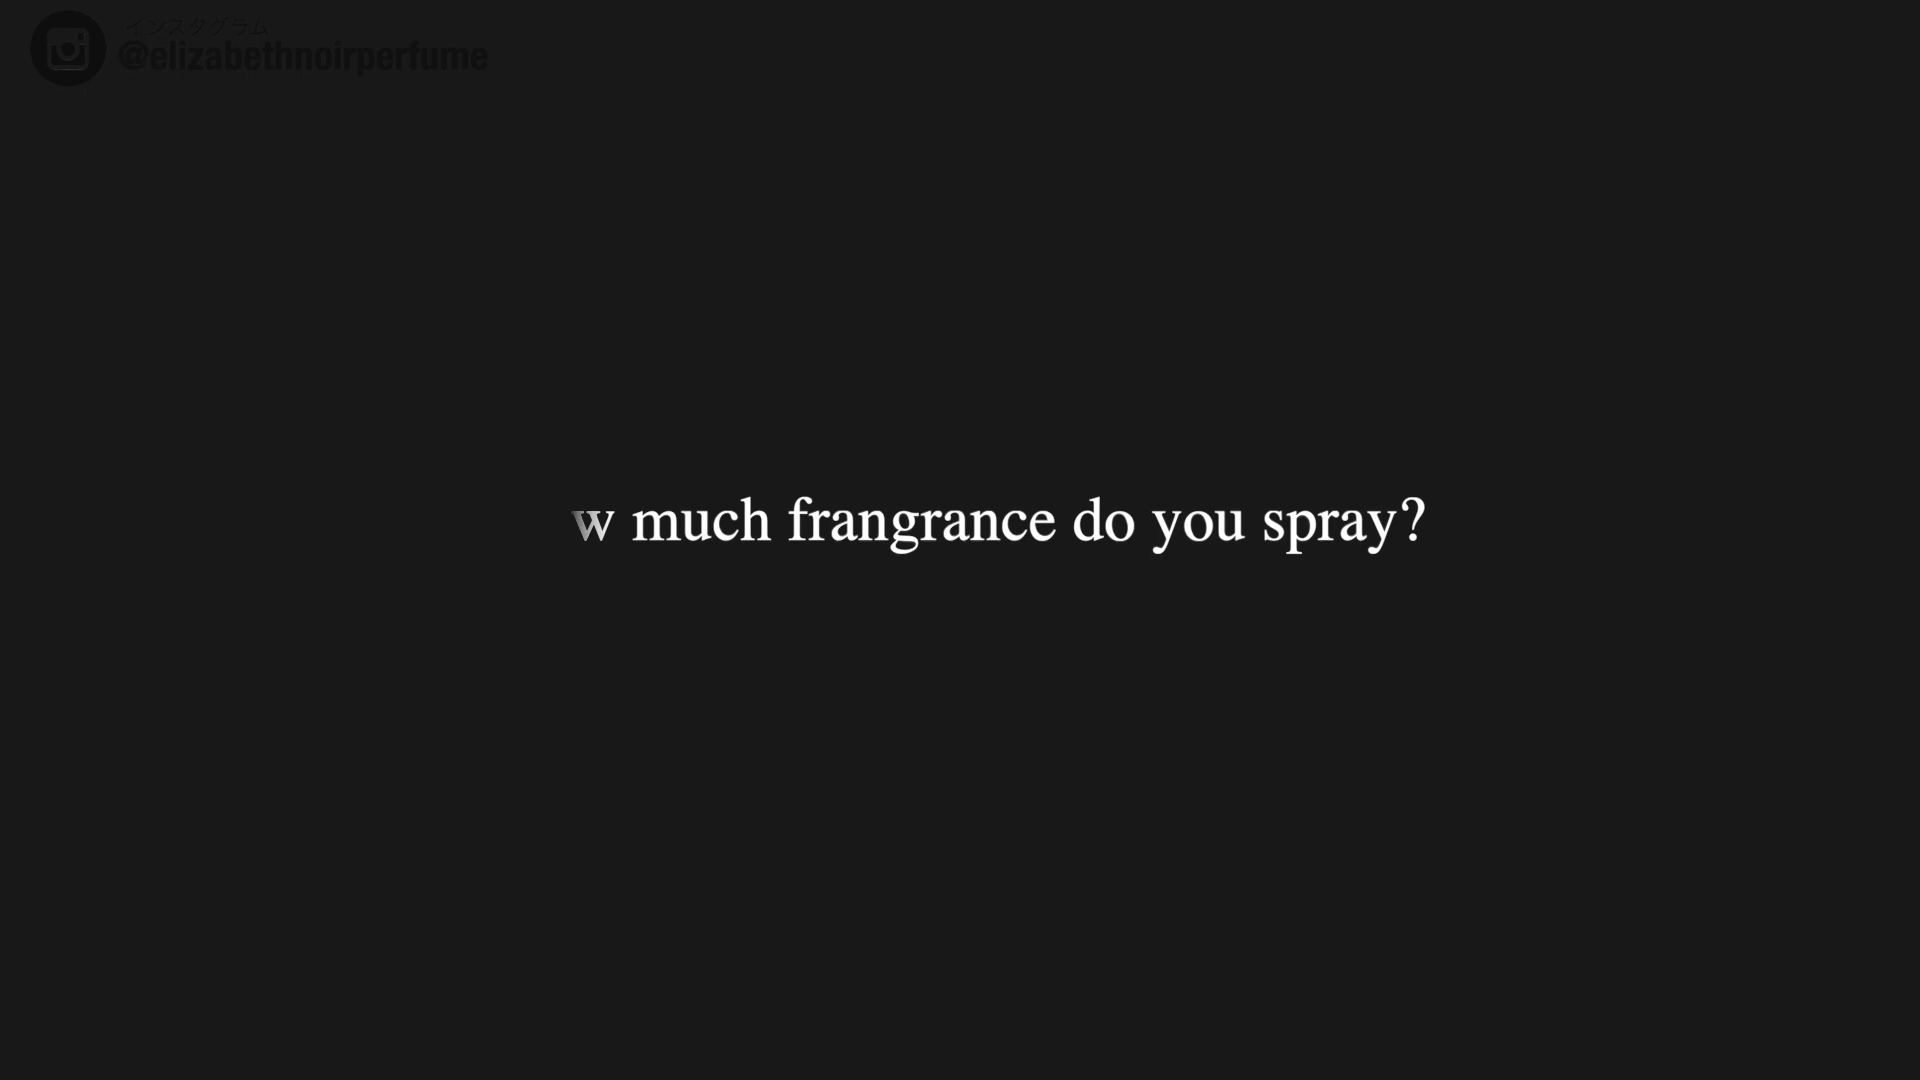 インスタグラム
@elizabethnoirperfume
w much frangrance do you spray?